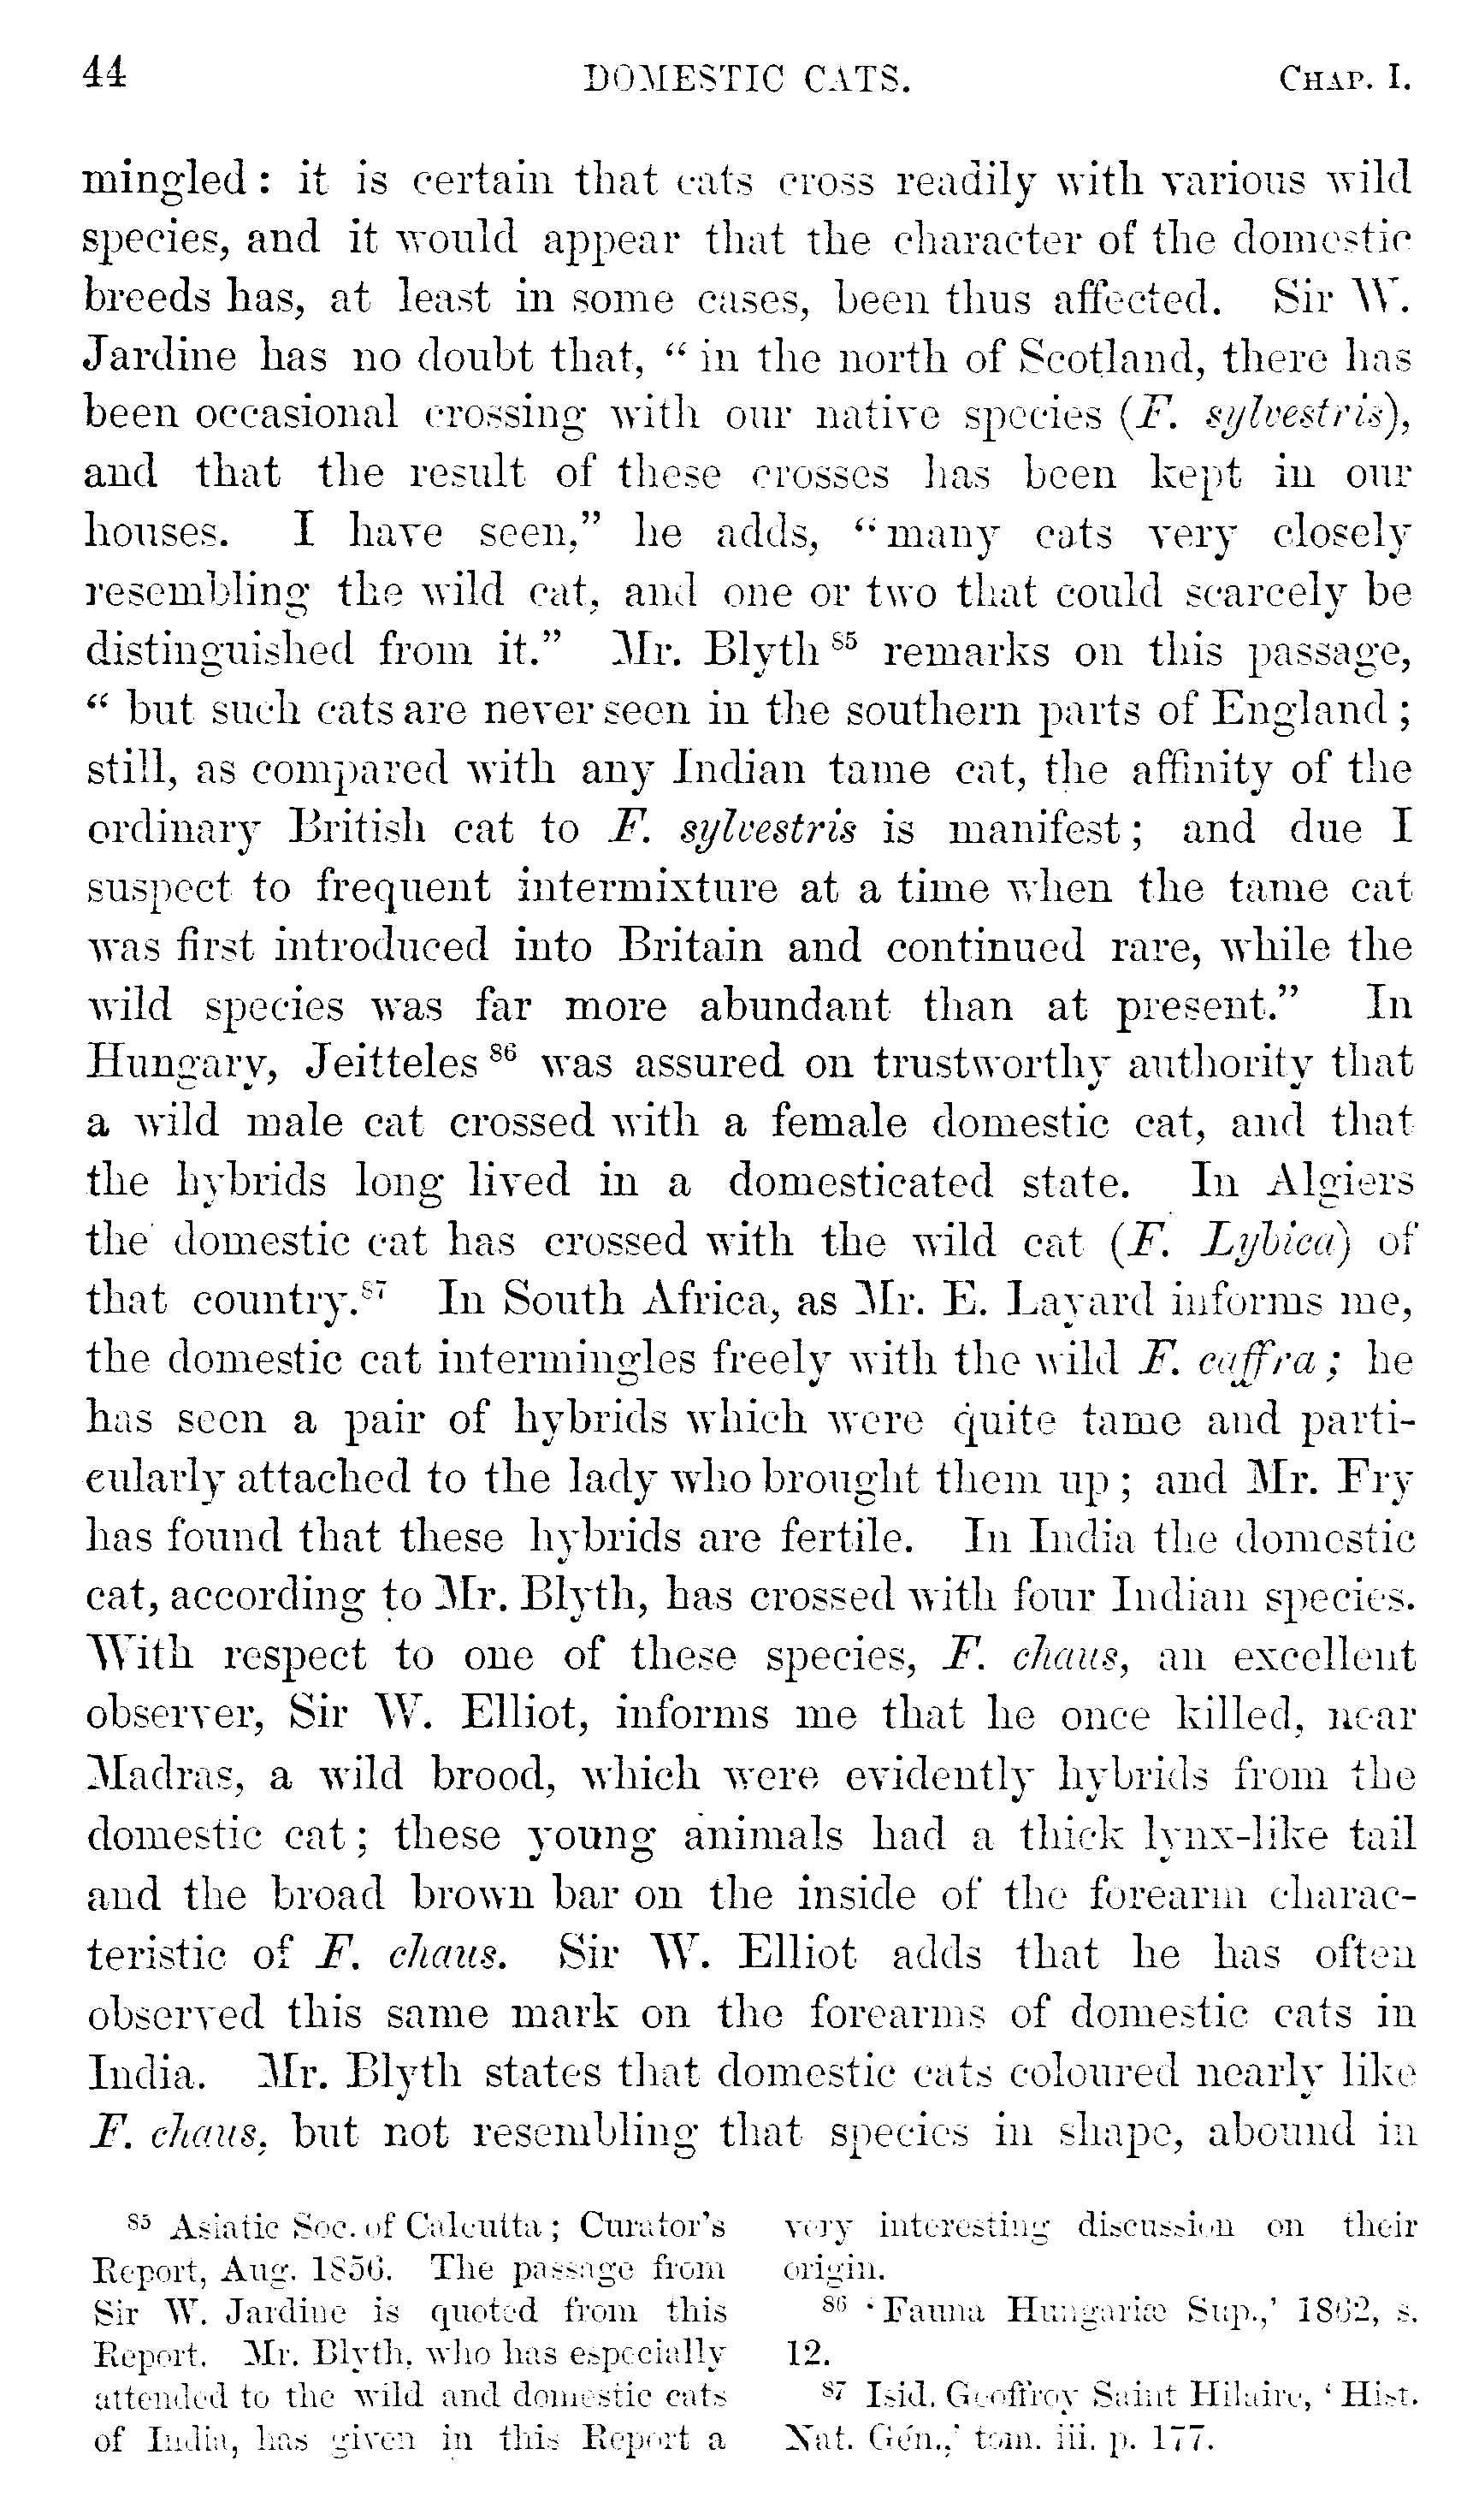 44 DOMESTIC CATS. CHAP. I.
mingled : it is certain that cats cross readily with various wild
species, and it would appear that the character of the domestic
breeds has, at least in some cases, been thus affected. Sir W.
Jardine has no doubt that, “ in the north of Scotland, there has
been occasional crossing with our native species (F. sylvestris),
and that the result of these crosses has been kept in our
houses. I have seen,” he adds, “ many cats very closely
resembling the wild cat, and one or two that could scarcely be
distinguished from it.” Mr. Blyth 85 remarks on this passage,
“ but such cats are never seen in the southern parts of England ;
still, as compared with any Indian tame cat, the affinity of the
ordinary British cat to F. sylvestris is manifest ; and due I
suspect to frequent intermixture at a time when the tame cat
was first introduced into Britain and continued rare, while the
wild species was far more abundant than at present.” In
Hungary, Jeitteles 86 was assured on trustworthy authority that
a wild male cat crossed with a female domestic cat, and that
the hybrids long lived in a domesticated state. In Algiers
the domestic cat has crossed with the wild cat (F. Lybica) of
that country.87 In South Africa, as Mr. E. Layard informs me,
the domestic cat intermingles freely with the wild F. caffra ; he
has seen a pair of hybrids which were quite tame and parti-
cularly attached to the lady who brought them up ; and Mr. Fry
has found that these hybrids are fertile. In India the domestic
cat, according to Mr. Blyth, has crossed with four Indian species.
With respect to one of these species, F. chaus, an excellent
observer, Sir W. Elliot, informs me that he once killed, near
Madras, a wild brood, which were evidently hybrids from the
domestic cat ; these young animals had a thick lynx-like tail
and the broad brown bar on the inside of the forearm charac-
teristic of F. chaus. Sir W. Elliot adds that he has often
observed this same mark on the forearms of domestic cats in
India. Mr. Blyth states that domestic cats coloured nearly like
F. chaus, but not resembling that species in shape, abound in
85 Asiatic Soc. of Calcutta ; Curator's
Report, Aug. 1856. The passage from
Sir W. Jardine is quoted from this
Report. Mr. Blyth, who has especially
attended to the wild and domestic cats
of India, has given in this Report a
very interesting discussion on their
origin.
86 ‘ Fauna Hungariæ Sup.,’ 1862, s.
12.
87 Isid. Geoffroy Saint Hilaire, ‘ Hist.
Nat. Gén.,’ tom. iii. p. 177.